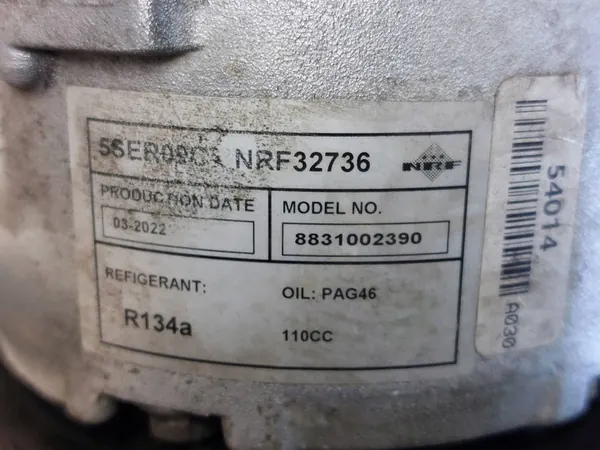 5SER09C NRF32736
NRF
PRODUCTION DATE
03-2022
MODEL NO.
8831002390
REFIGERANT:
R134a
OIL: PAG46
110CC
54014
A030